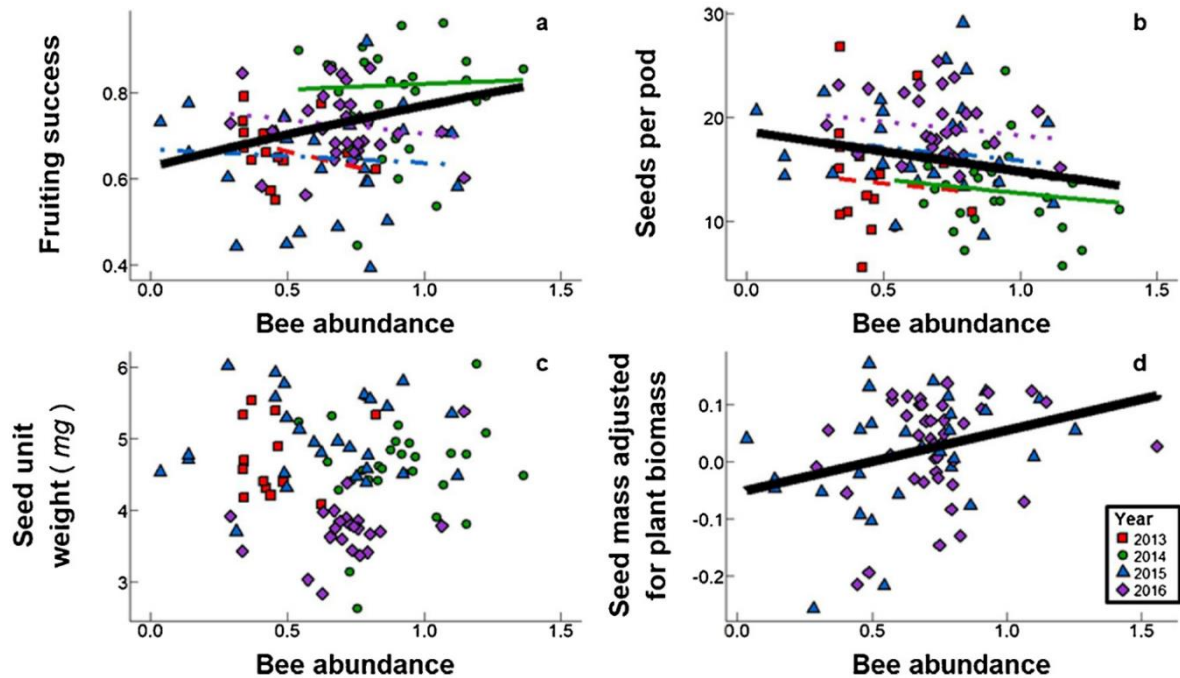 a
Fruiting success
0.8
0.6
0.4
0.0 0.5 1.0 1.5
Bee abundance
b
Seeds per pod
30
20
10
0.0 0.5 1.0 1.5
Bee abundance
c
Seed unit
weight ( mg )
6
5
4
3
0.0 0.5 1.0 1.5
Bee abundance
d
Seed mass adjusted
for plant biomass
0.1
0.0
-0.1
-0.2
0.0 0.5 1.0 1.5
Bee abundance
Year
2013
2014
2015
2016